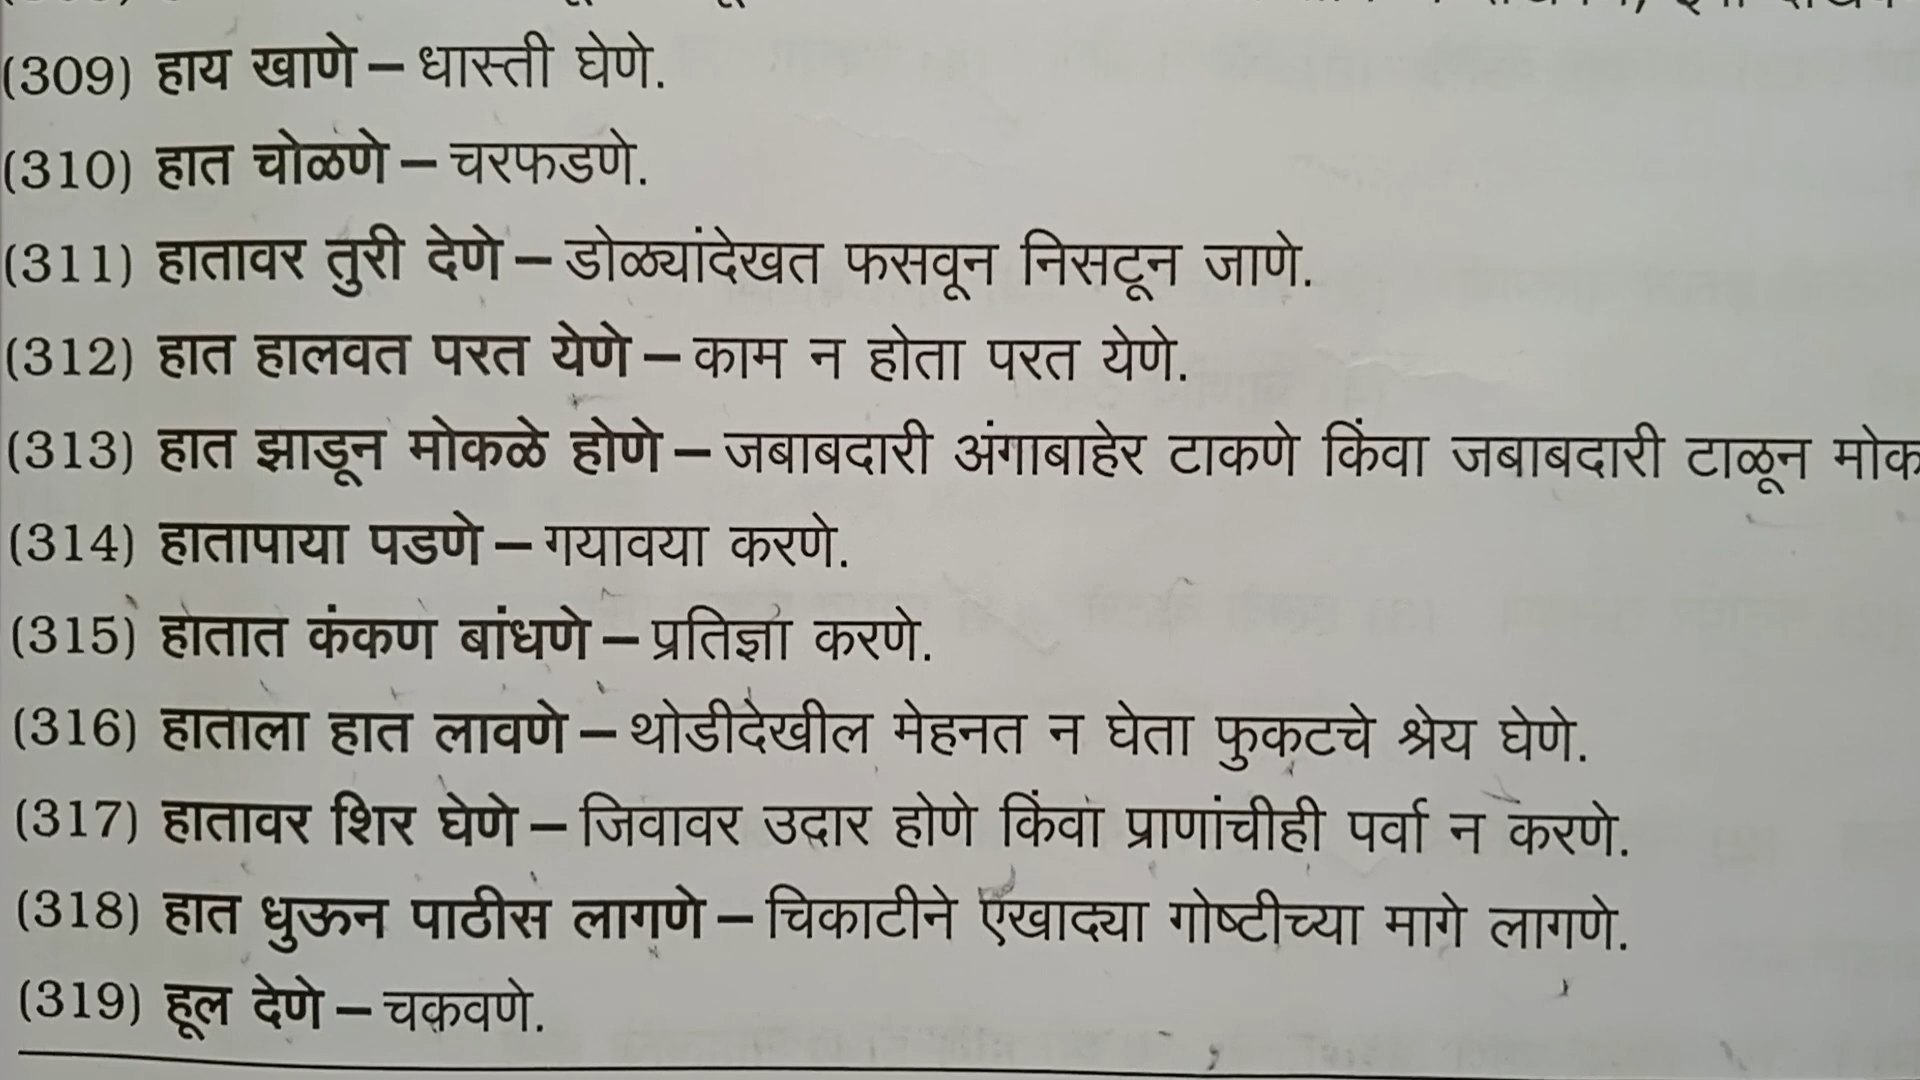 (309) हाय खाणे – धास्ती घेणे.
(310) हात चोळणे – चरफडणे.
(311) हातावर तुरी देणे – डोळ्यांदेखत फसवून निसटून जाणे.
(312) हात हालवत परत येणे – काम न होता परत येणे.
(313) हात झाडून मोकळे होणे – जबाबदारी अंगाबाहेर टाकणे किंवा जबाबदारी टाळून
(314) हातापाया पडणे – गयावया करणे.
(315) हातात कंकण बांधणे – प्रतिज्ञा करणे.
(316) हाताला हात लावणे – थोडीदेखील मेहनत न घेता फुकटचे श्रेय घेणे.
(317) हातावर शिर घेणे – जिवावर उदार होणे किंवा प्राणांचीही पर्वा न करणे.
(318) हात धुऊन पाठीस लागणे – चिकाटीने एखाद्या गोष्टीच्या मागे लागणे.
(319) हूल देणे – चकवणे.